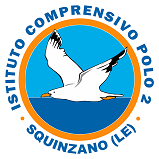 ISTITUTO COMPRENSIVO POLO 2
SQUINZANO (LE)